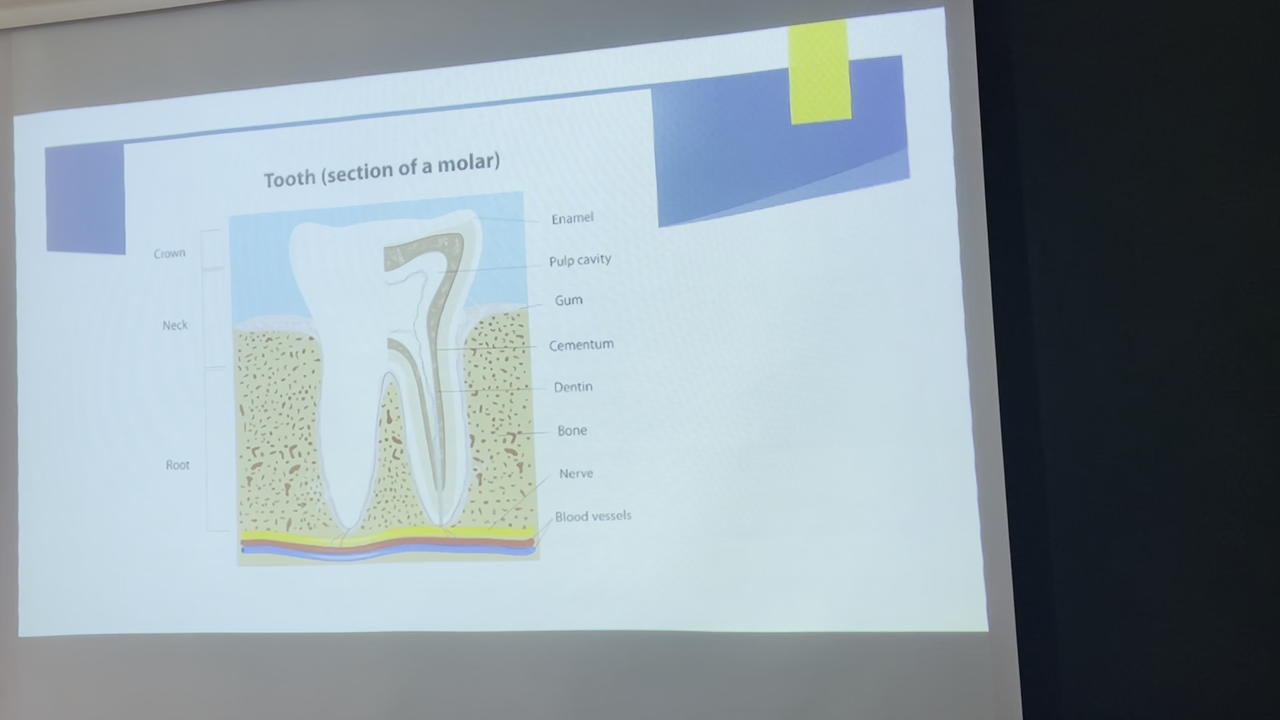 Tooth (section of a molar)
Crown
Neck
Root
Enamel
Pulp cavity
Gum
Cementum
Dentin
Bone
Nerve
Blood vessels